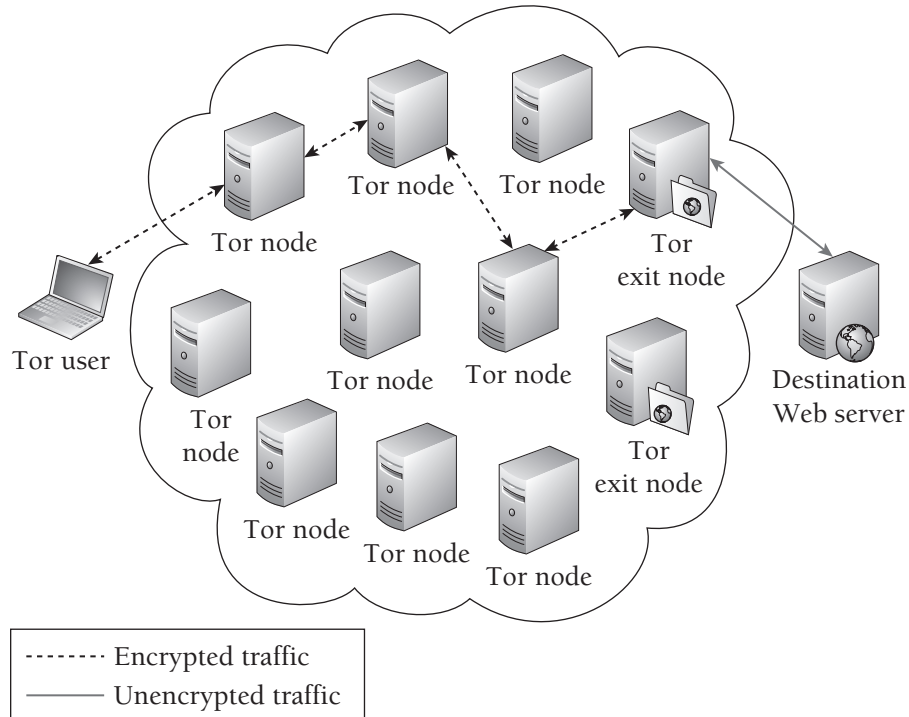 Tor node
Tor node
Tor node
Tor
exit node
Tor user
Tor
node
Tor node
Tor node
Destination
Web server
Tor node
Tor node
Tor node
Tor
exit node
Encrypted traffic
Unencrypted traffic